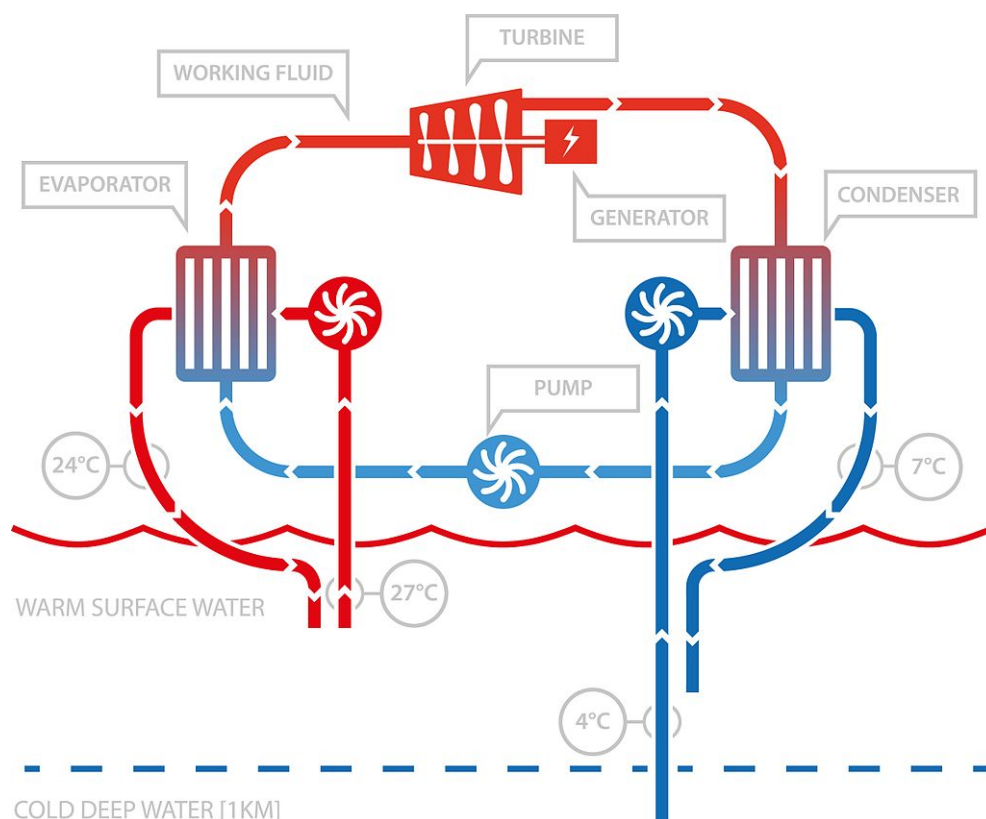 TURBINE
WORKING FLUID
EVAPORATOR
GENERATOR
CONDENSER
PUMP
24°C
7°C
27°C
WARM SURFACE WATER
4°C
COLD DEEP WATER [1KM]